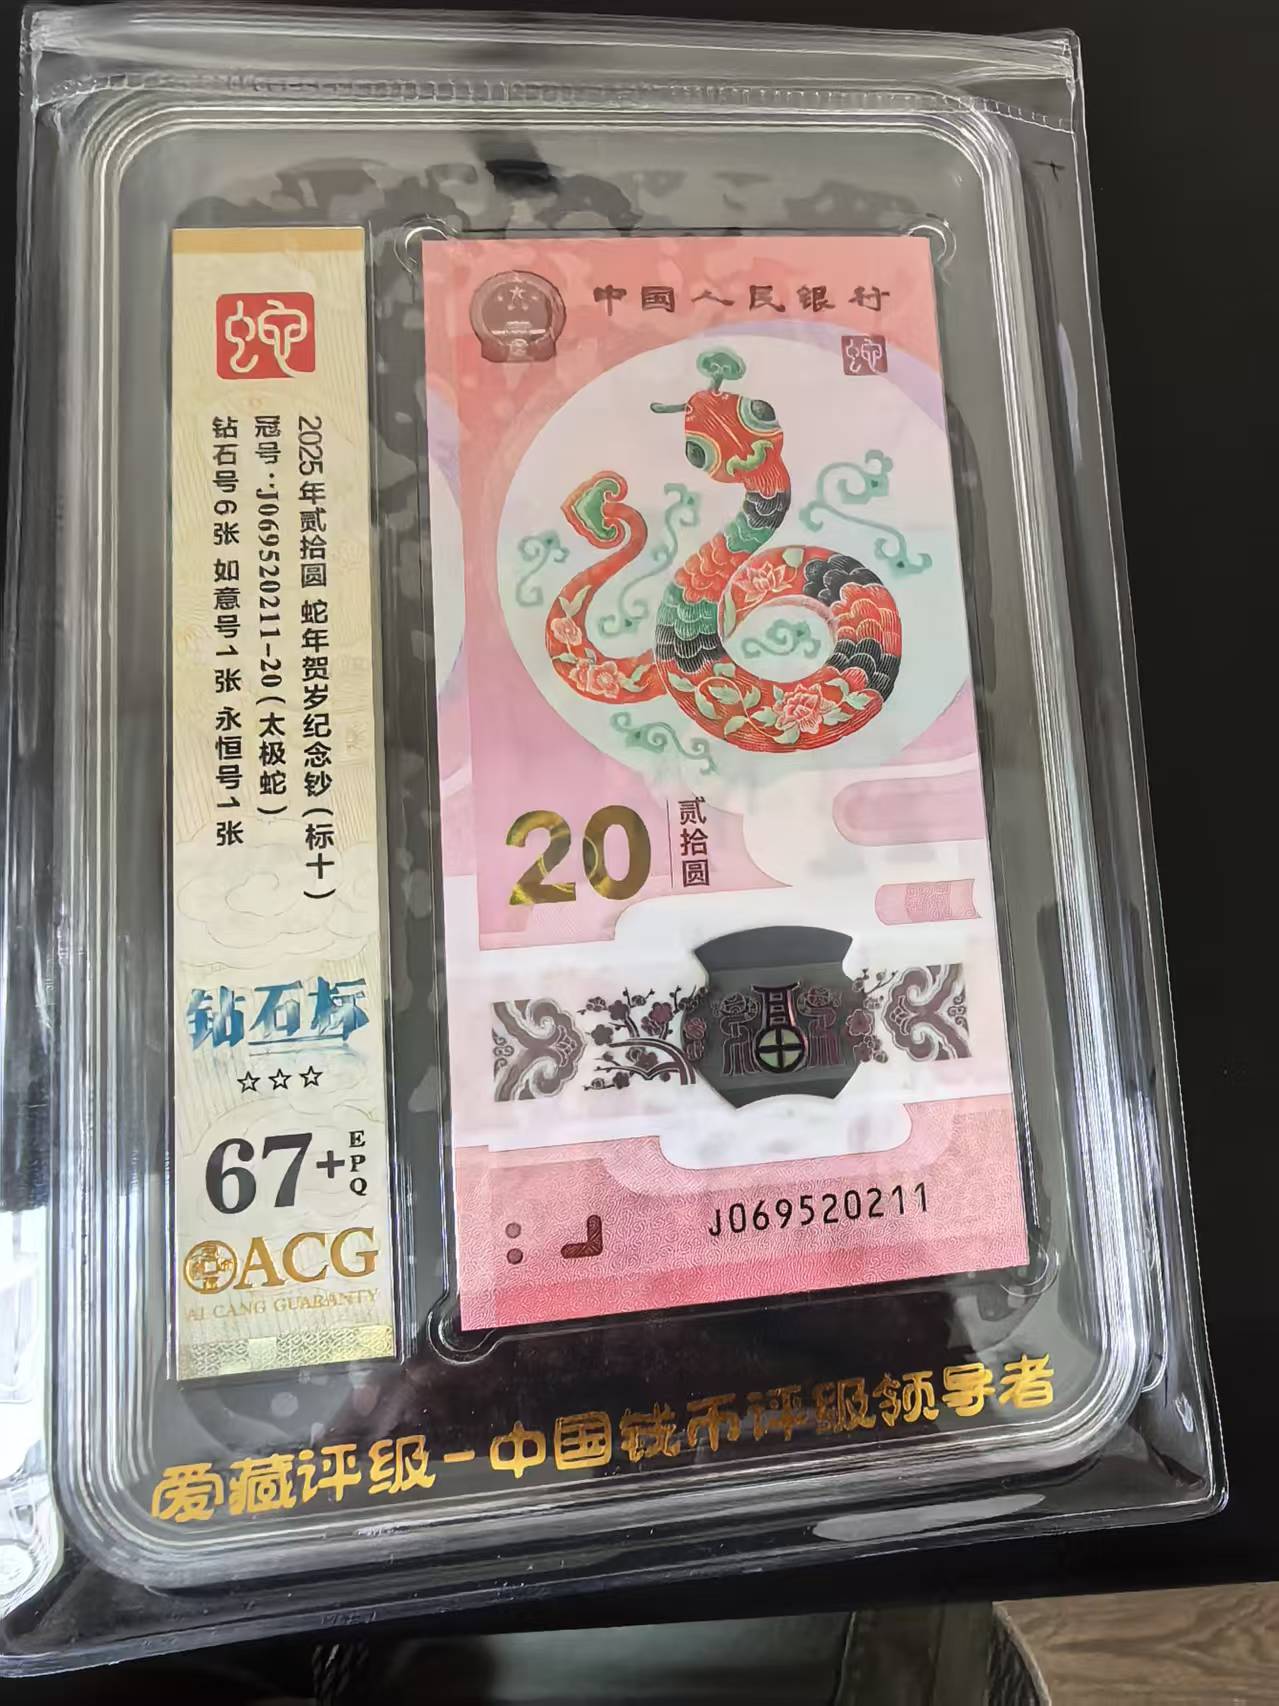 蛇
2025年贰拾圆 蛇年贺岁纪念钞(标十)
冠号:J069520211-20(太极蛇)
钻石号6张 如意号1张 永恒号1张
钻石标
☆☆☆
67+EPQ
ACG
AI CANG GUARANTY
中国人民银行
蛇
20
贰拾圆
J069520211
爱藏评级-中国钱币评级领导者